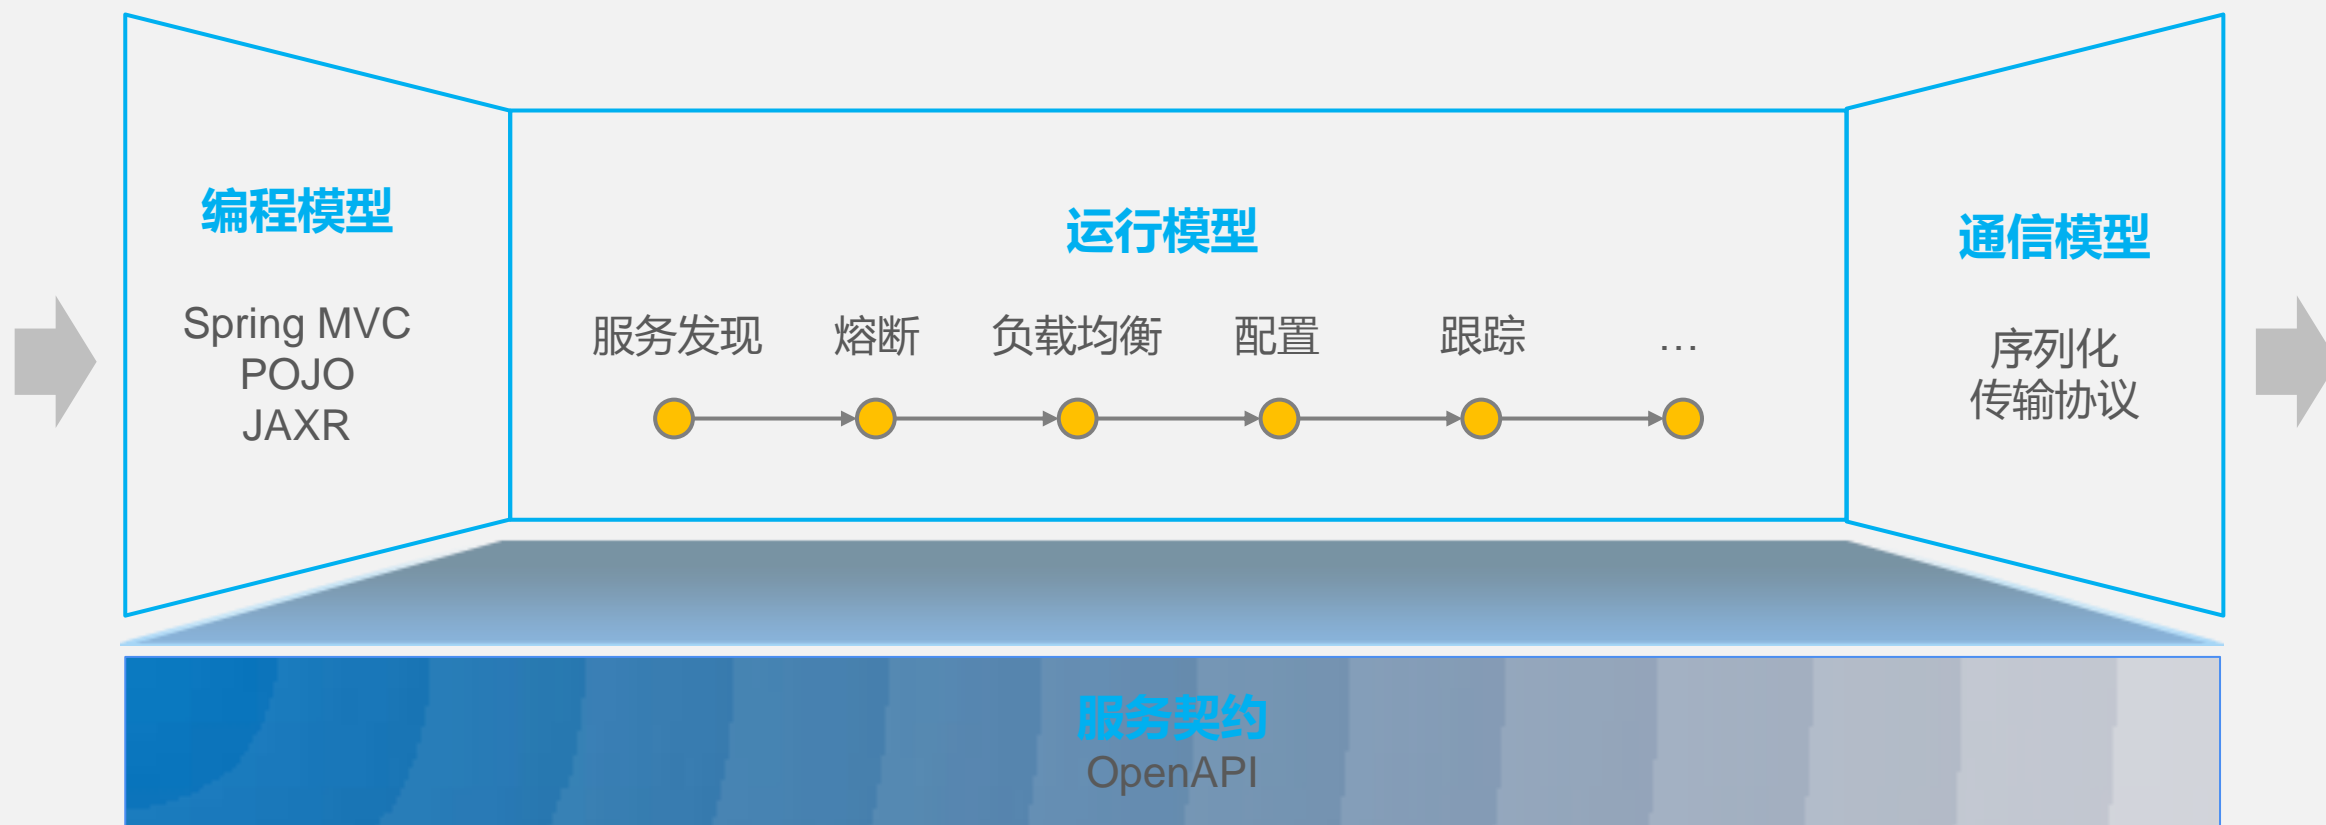 编程模型
Spring MVC
POJO
JAXR
运行模型
服务发现 熔断 负载均衡 配置 跟踪 …
通信模型
序列化
传输协议
服务契约
OpenAPI